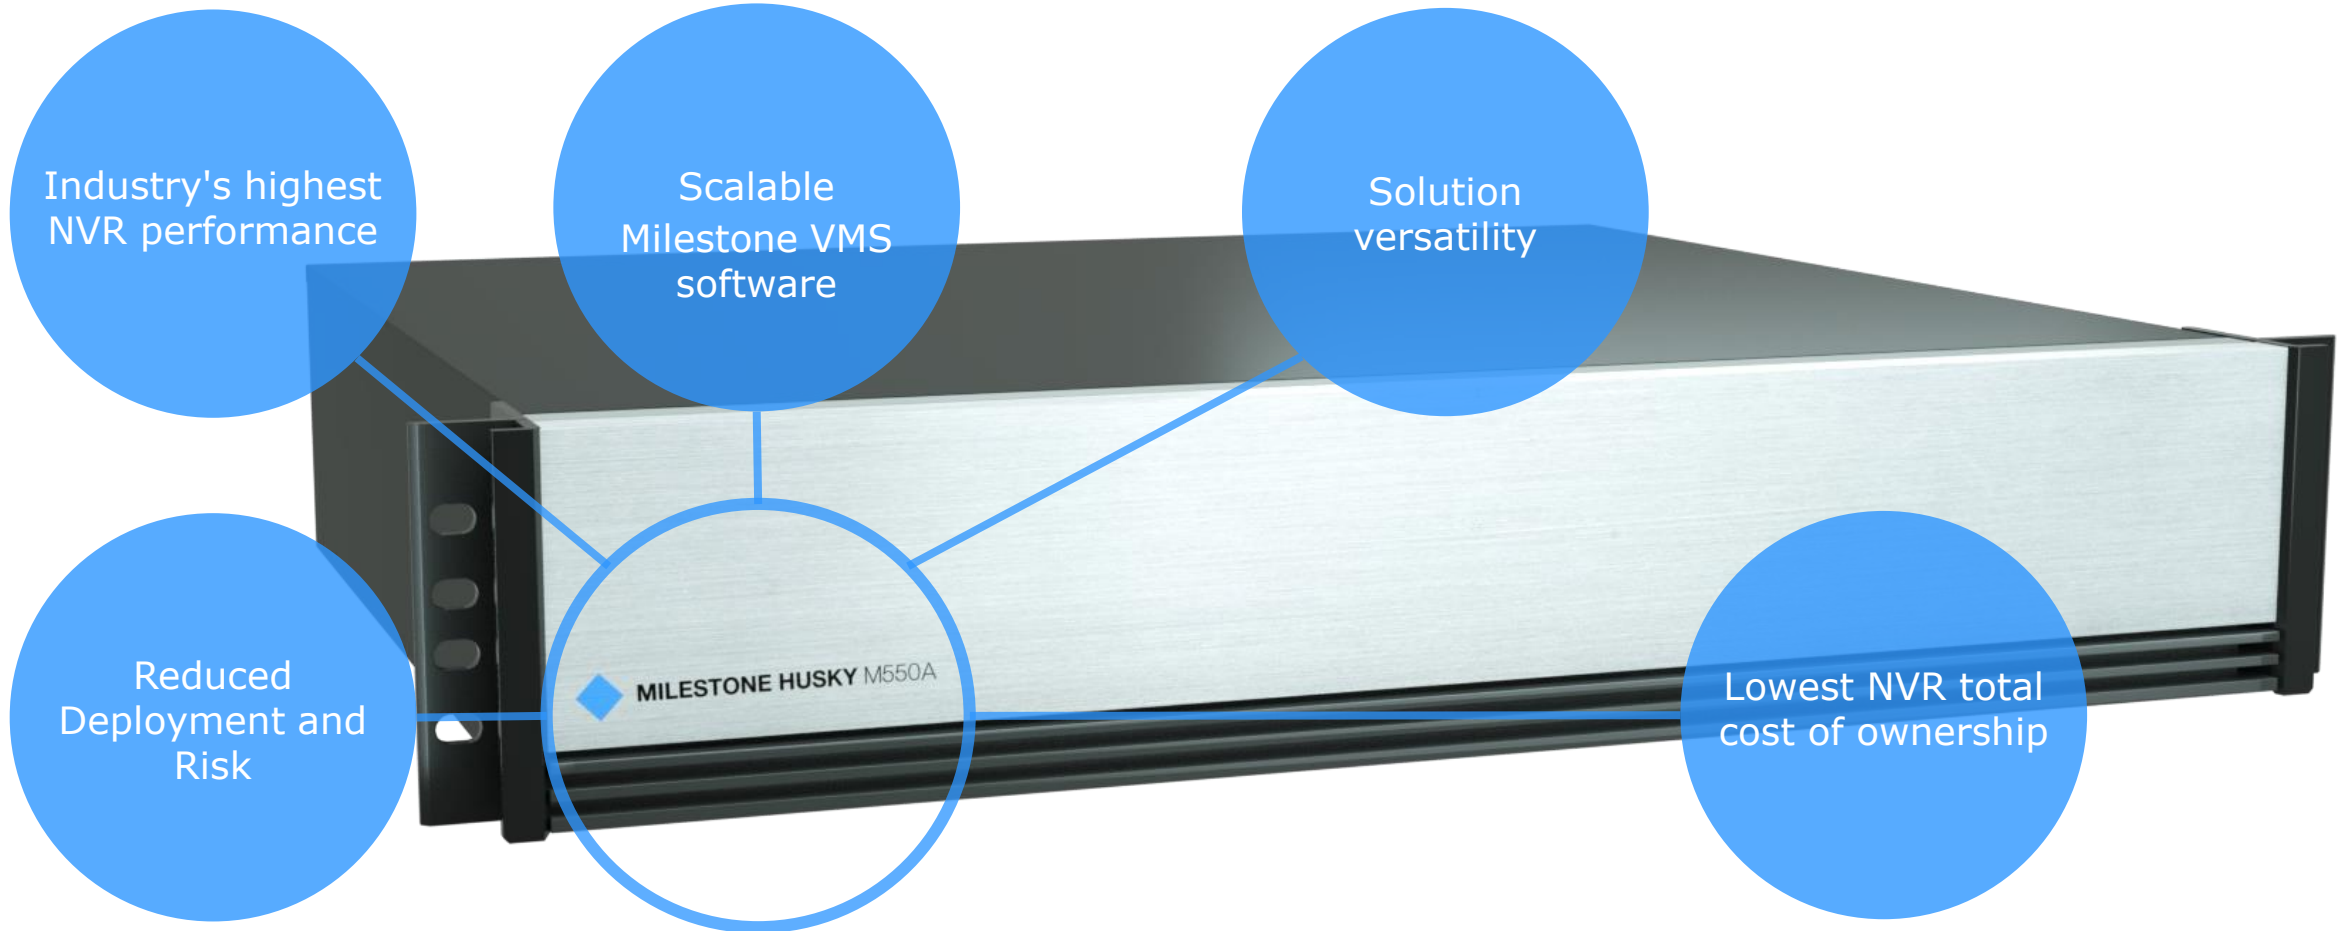 Industry's highest
NVR performance
Scalable
Milestone VMS
software
Solution
versatility
Reduced
Deployment and
Risk
MILESTONE HUSKY M550A
Lowest NVR total
cost of ownership